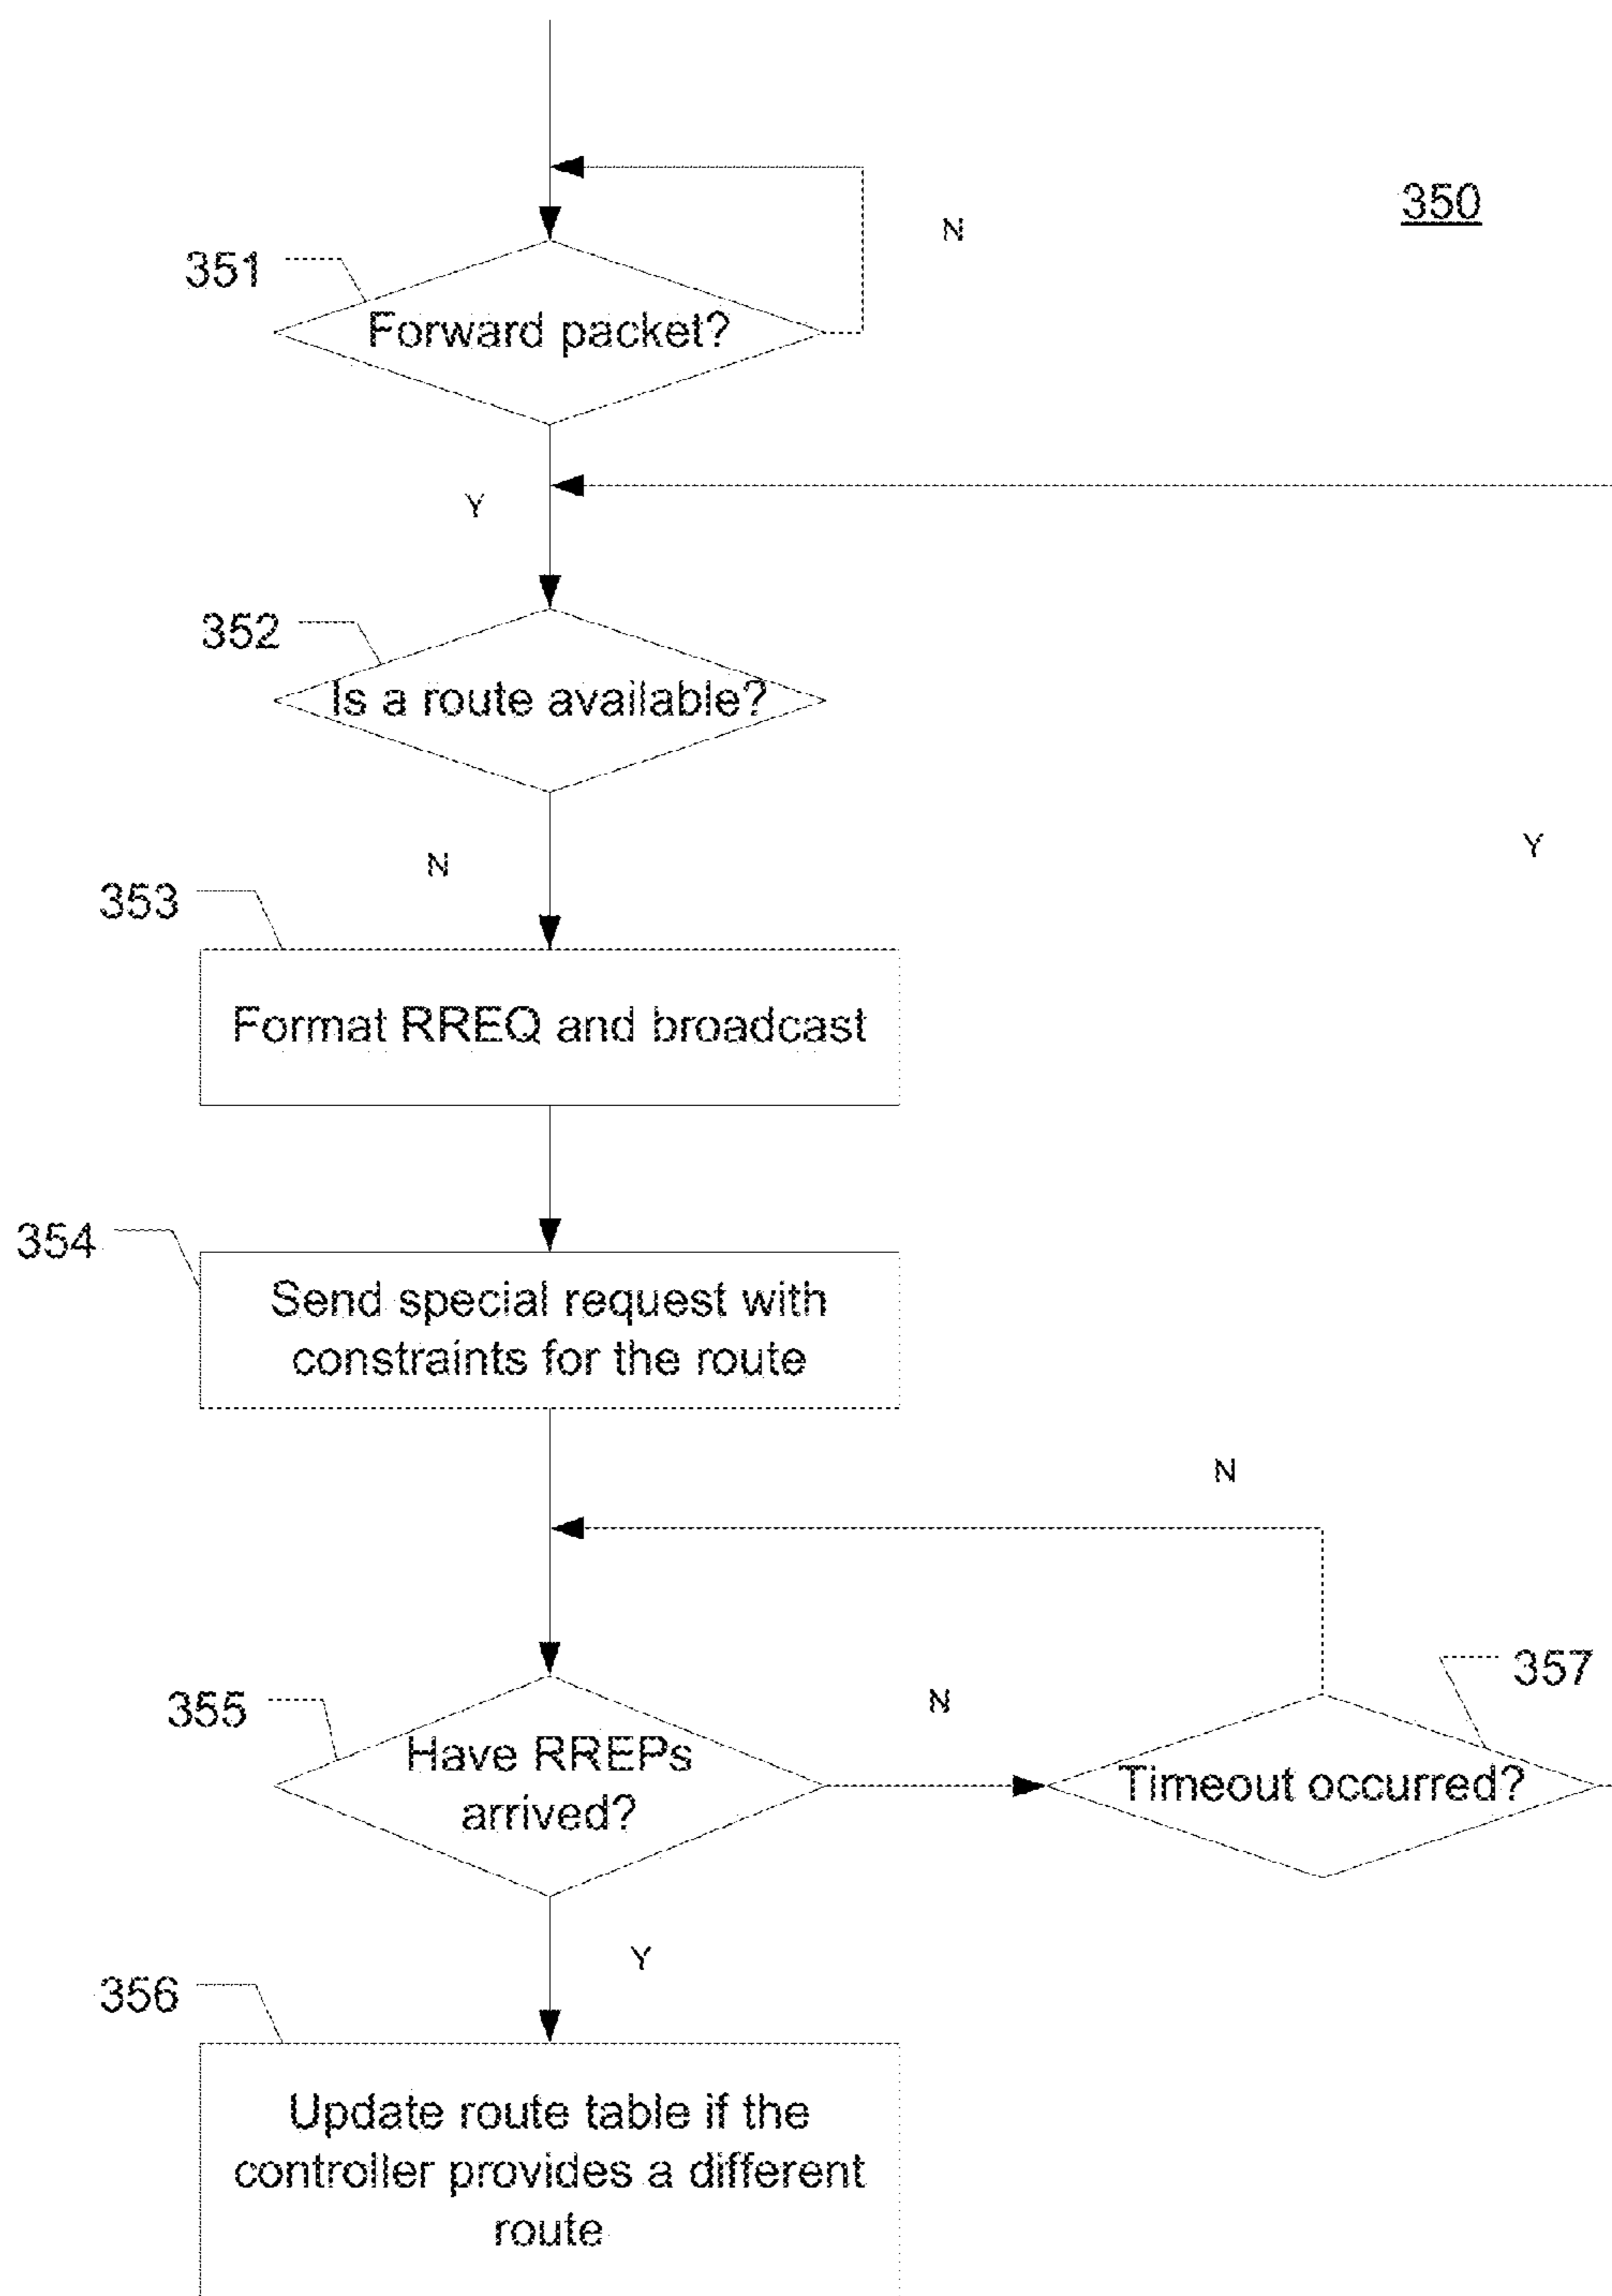 350
N
351
Forward packet?
Y
352
Is a route available?
Y
N
353
Format RREQ and broadcast
354
Send special request with
constraints for the route
N
355
Have RREPs
arrived?
N
357
Timeout occurred?
Y
356
Update route table if the
controller provides a different
route